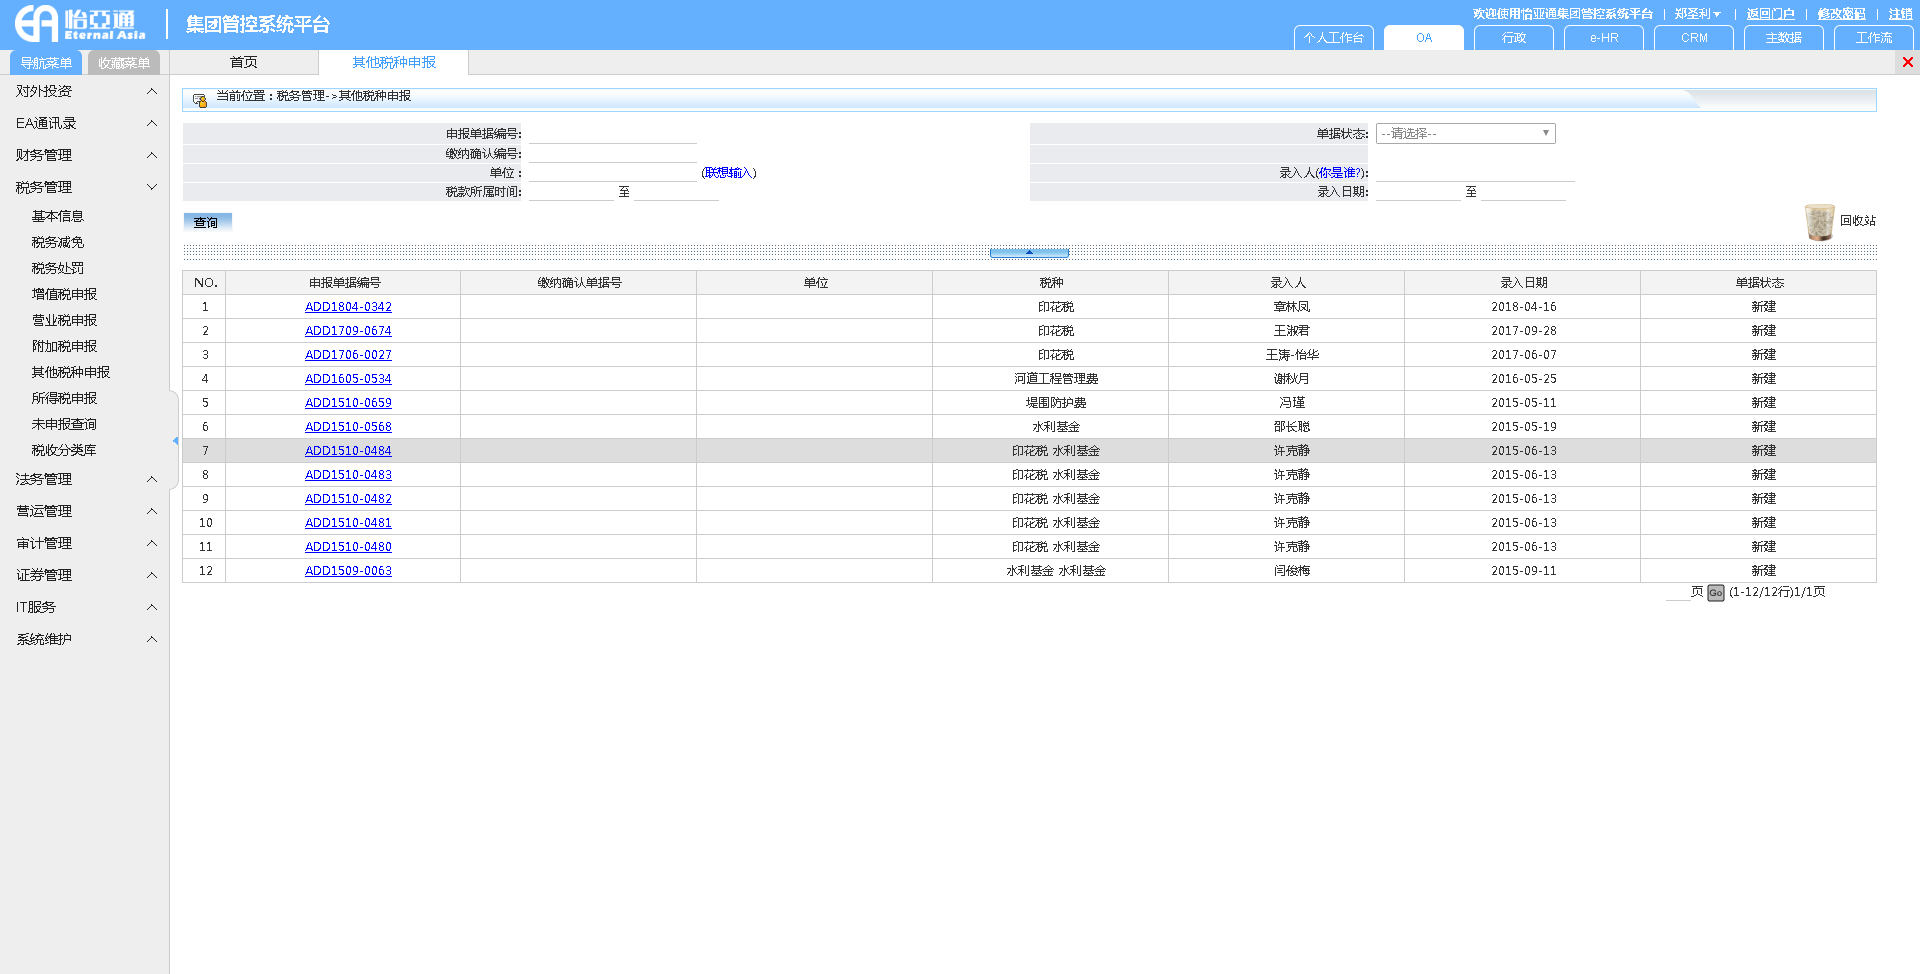 怡亞通 Eternal Asia
集团管控系统平台
欢迎使用怡亚通集团管控系统平台 | 郑圣利 | 返回门户 | 修改密码 | 注销
个人工作台 OA 行政 e-HR CRM 主数据 工作流
导航菜单 收藏菜单 首页 其他税种申报
对外投资
EA通讯录
财务管理
税务管理
基本信息
税务减免
税务处罚
增值税申报
营业税申报
附加税申报
其他税种申报
所得税申报
未申报查询
税收分类库
法务管理
营运管理
审计管理
证券管理
IT服务
系统维护
当前位置：税务管理->其他税种申报
申报单据编号: 单据状态: --请选择--
缴纳确认编号:
单位： (联想输入) 录入人(你是谁?):
税款所属时间: 至 录入日期: 至
查询
回收站
NO. 申报单据编号 缴纳确认单据号 单位 税种 录入人 录入日期 单据状态
1 ADD1804-0342 印花税 章林凤 2018-04-16 新建
2 ADD1709-0674 印花税 王淑君 2017-09-28 新建
3 ADD1706-0027 印花税 王涛-怡华 2017-06-07 新建
4 ADD1605-0534 河道工程管理费 谢秋月 2016-05-25 新建
5 ADD1510-0659 堤围防护费 冯瑾 2015-05-11 新建
6 ADD1510-0568 水利基金 邵长聪 2015-05-19 新建
7 ADD1510-0484 印花税 水利基金 许克静 2015-06-13 新建
8 ADD1510-0483 印花税 水利基金 许克静 2015-06-13 新建
9 ADD1510-0482 印花税 水利基金 许克静 2015-06-13 新建
10 ADD1510-0481 印花税 水利基金 许克静 2015-06-13 新建
11 ADD1510-0480 印花税 水利基金 许克静 2015-06-13 新建
12 ADD1509-0063 水利基金 水利基金 闫俊梅 2015-09-11 新建
页 Go (1-12/12行)1/1页